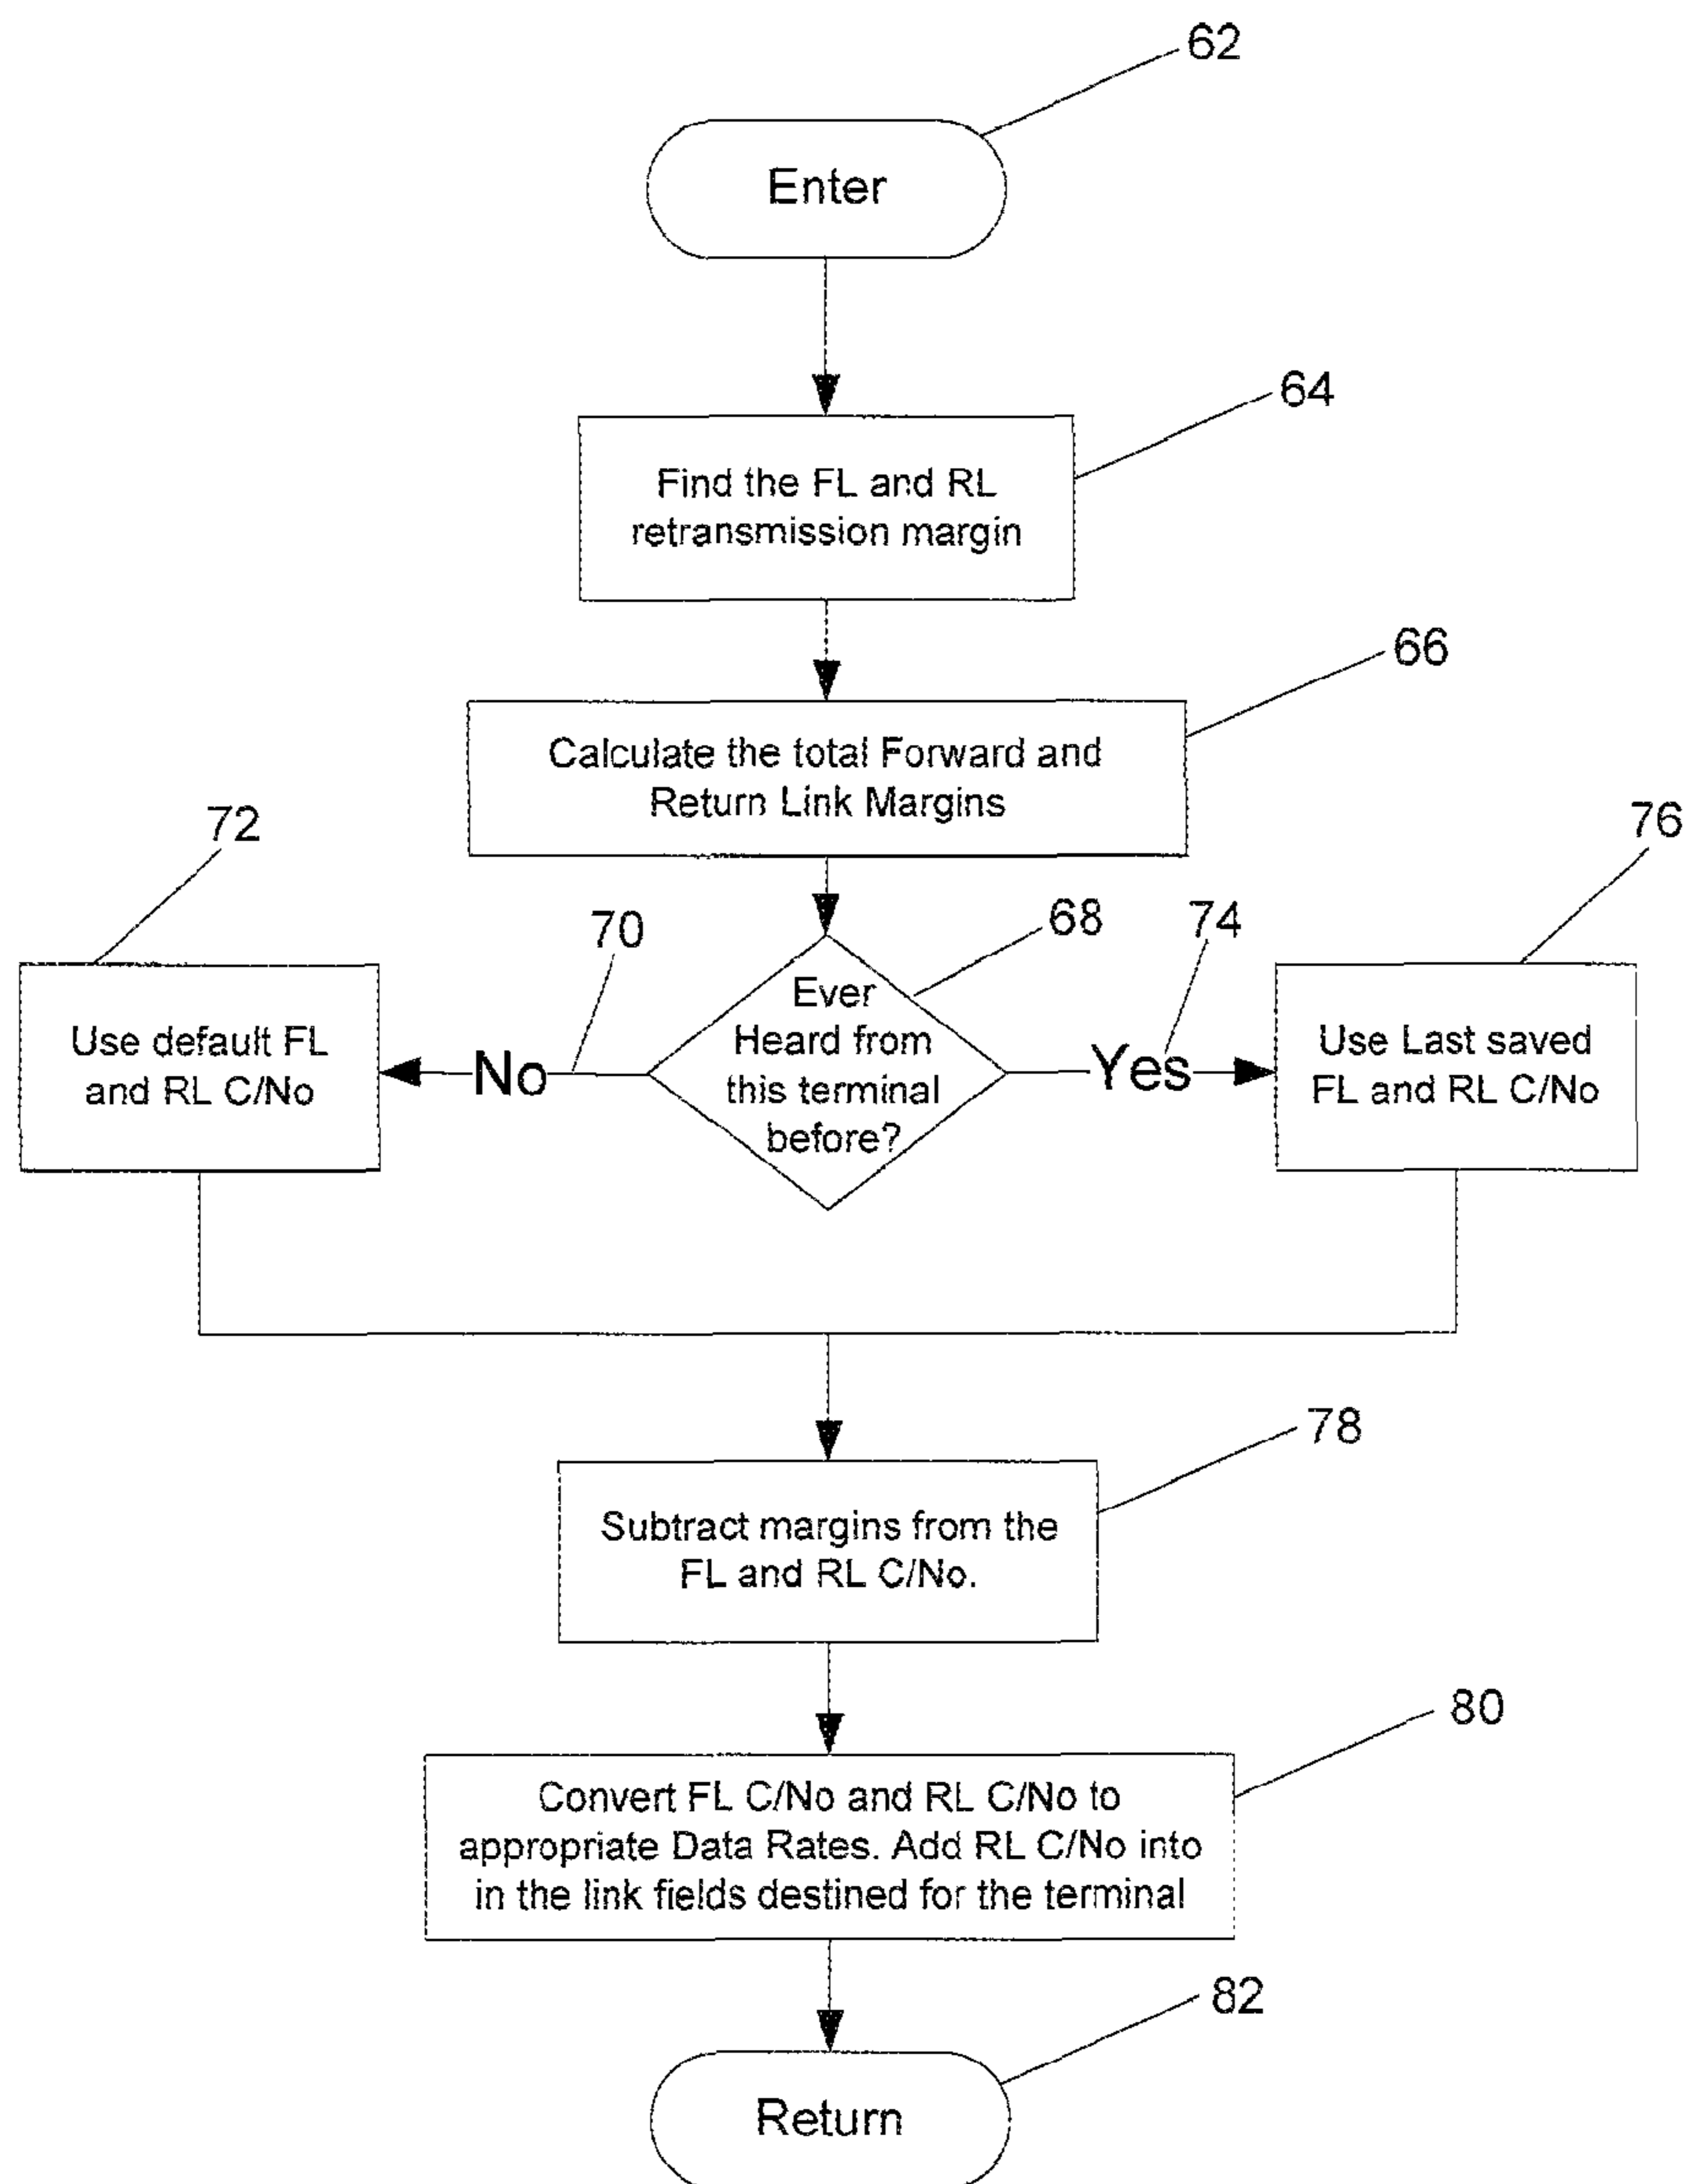 62
Enter
64
Find the FL and RL
retransmission margin
66
Calculate the total Forward and
Return Link Margins
72
76
70
68
74
Ever
Heard from
this terminal
before?
No
Yes
Use default FL
and RL C/No
Use Last saved
FL and RL C/No
78
Subtract margins from the
FL and RL C/No.
80
Convert FL C/No and RL C/No to
appropriate Data Rates. Add RL C/No into
in the link fields destined for the terminal
82
Return